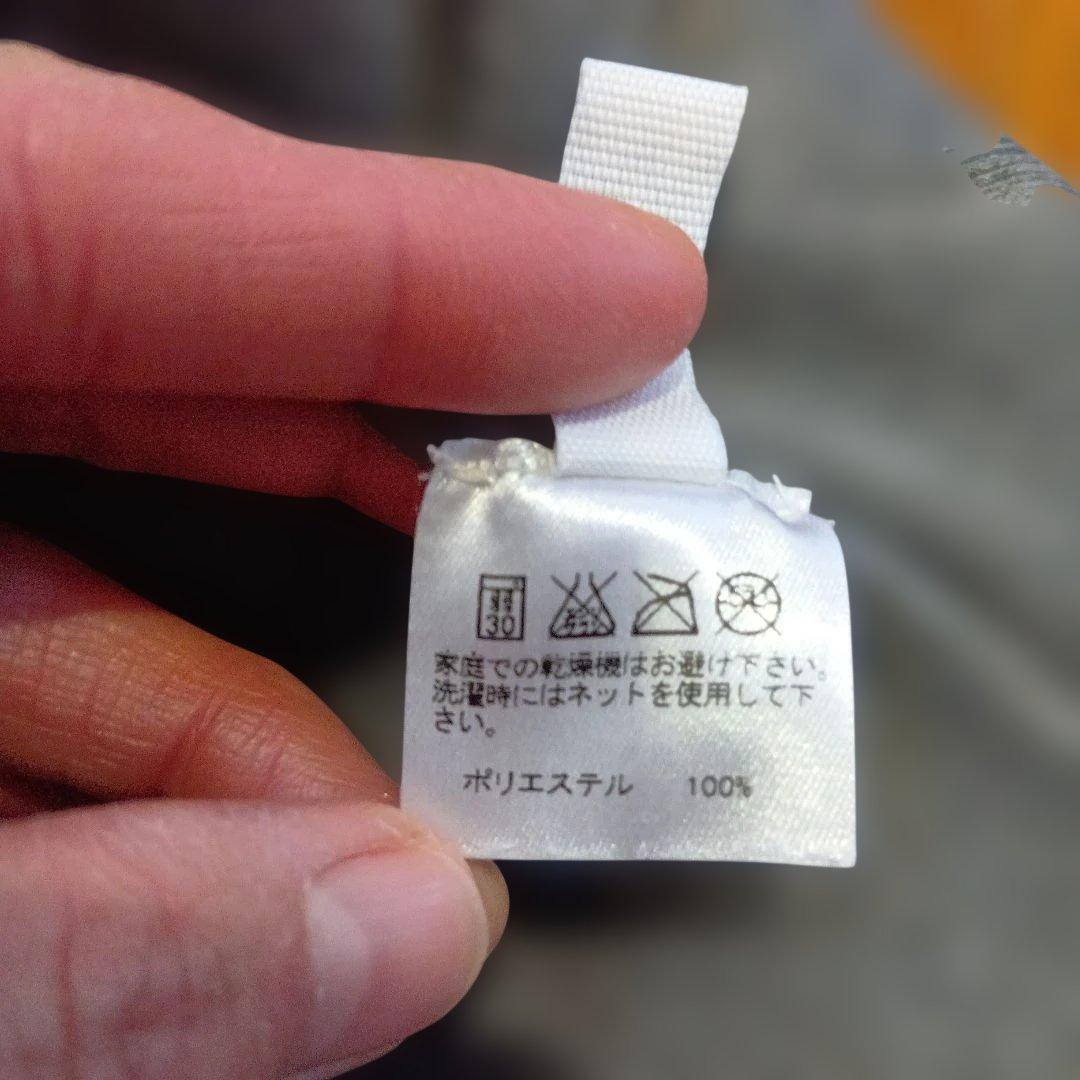 弱
30
家庭での乾燥機はお避け下さい。
洗濯時にはネットを使用して下
さい。
ポリエステル 100%